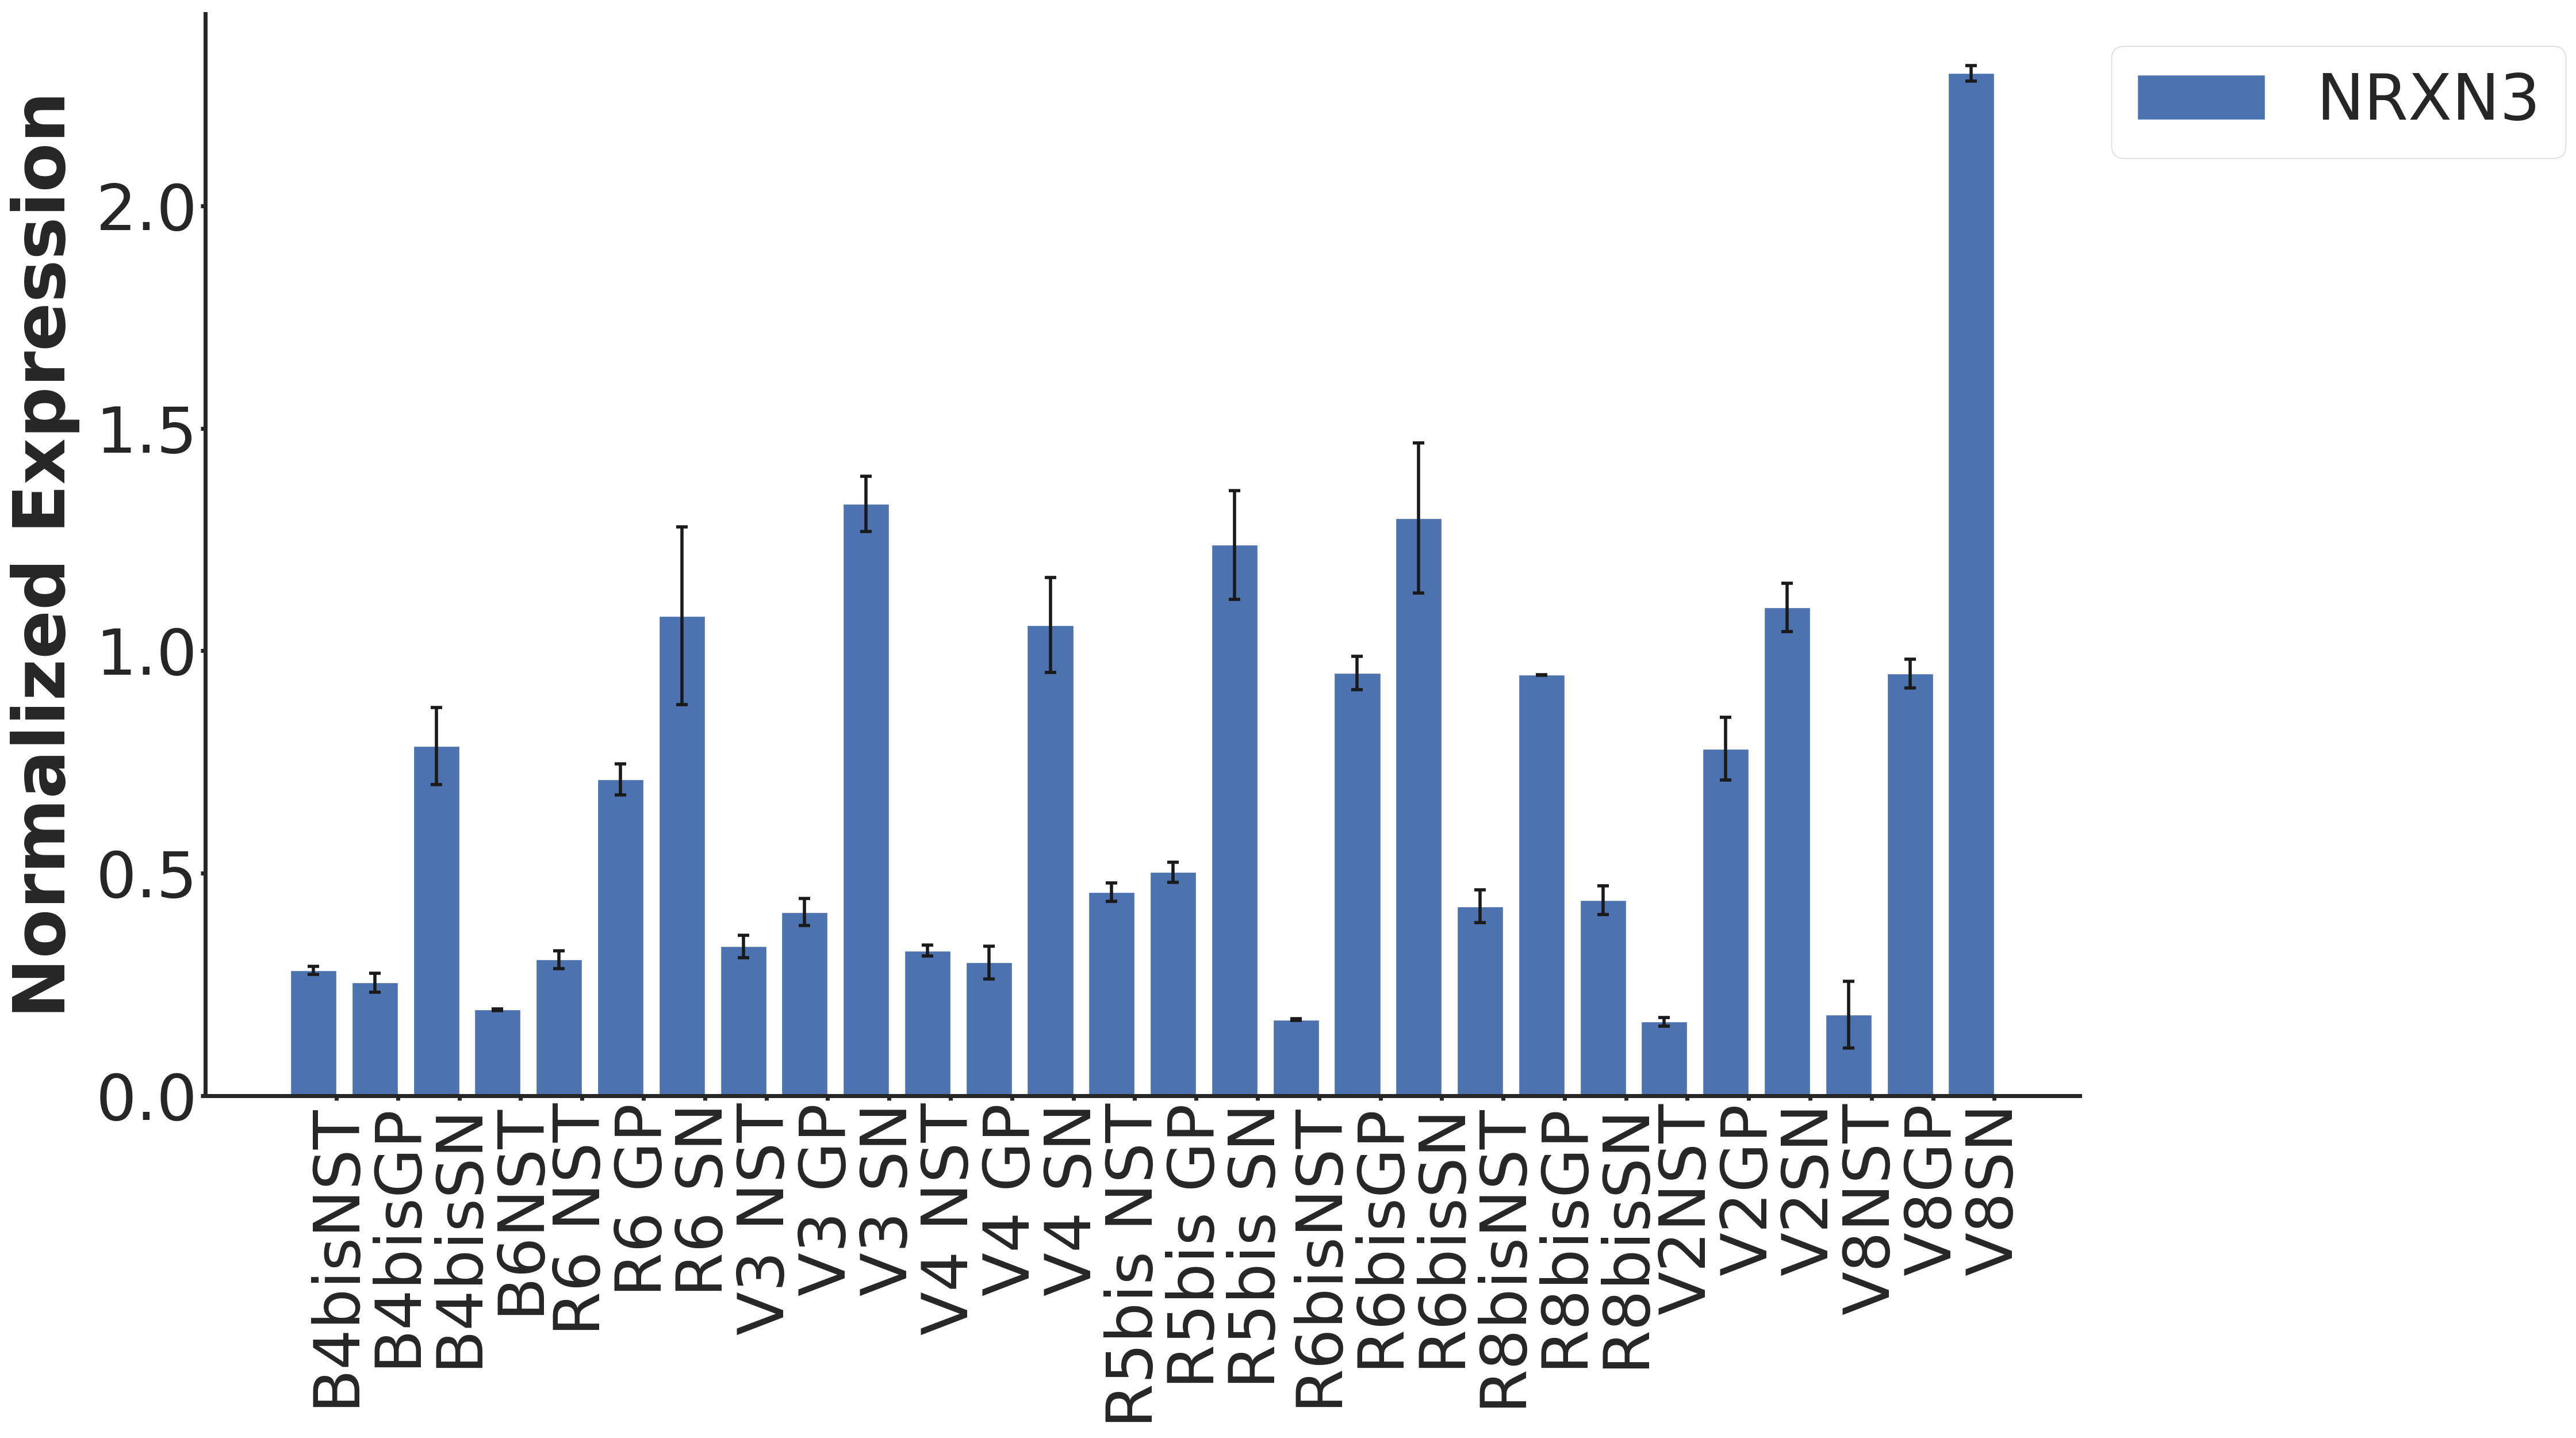 Normalized Expression
2.0
1.5
1.0
0.5
0.0
B4bisNST
B4bisGP
B4bisSN
B6NST
R6 NST
R6 GP
R6 SN
V3 NST
V3 GP
V3 SN
V4 NST
V4 GP
V4 SN
R5bis NST
R5bis GP
R5bis SN
R6bisNST
R6bisGP
R6bisSN
R8bisNST
R8bisGP
R8bisSN
V2NST
V2GP
V2SN
V8NST
V8GP
V8SN
NRXN3